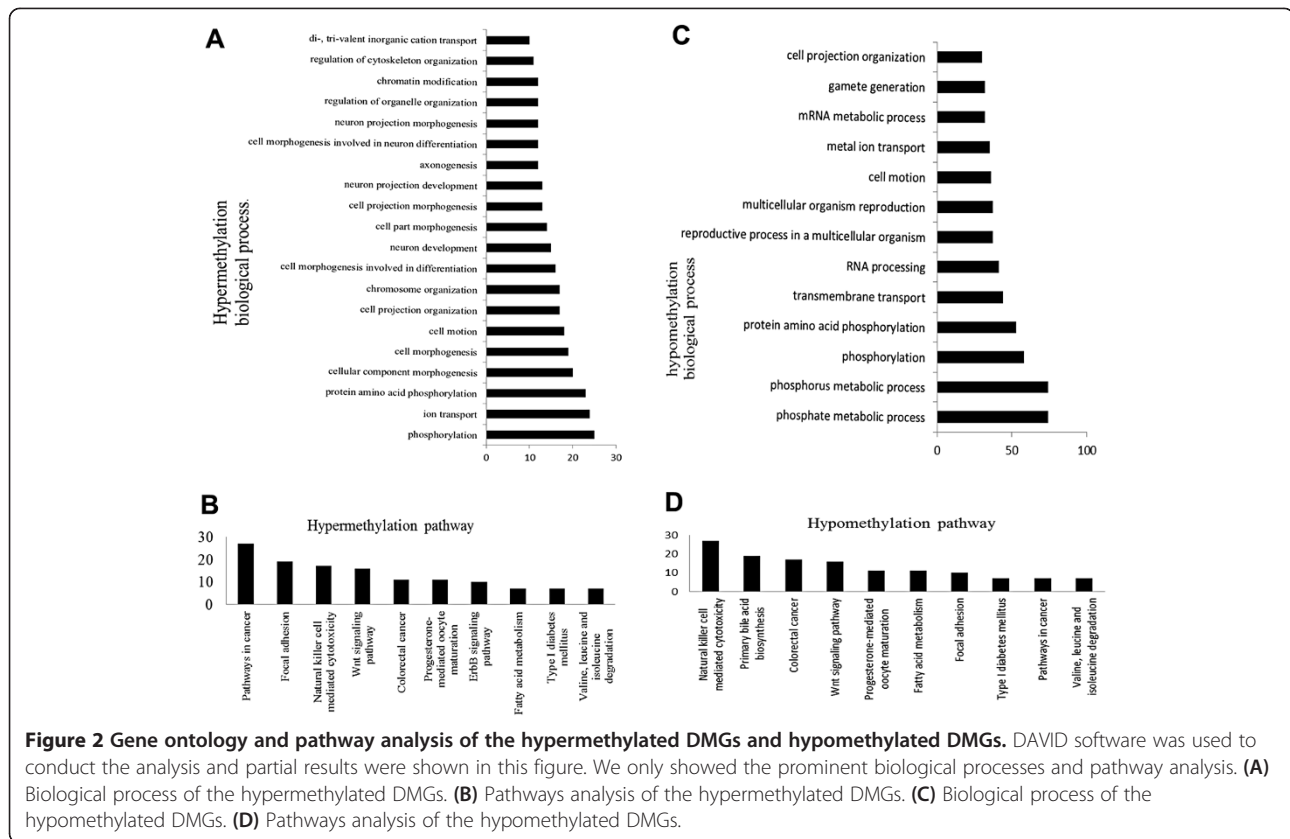 A
di-, tri-valent inorganic cation transport
regulation of cytoskeleton organization
chromatin modification
regulation of organelle organization
neuron projection morphogenesis
cell morphogenesis involved in neuron differentiation
axonogenesis
neuron projection development
cell projection morphogenesis
cell part morphogenesis
neuron development
cell morphogenesis involved in differentiation
chromosome organization
cell projection organization
cell motion
cell morphogenesis
cellular component morphogenesis
protein amino acid phosphorylation
ion transport
phosphorylation
Hypermethylation
biological process.
0 10 20 30
C
cell projection organization
gamete generation
mRNA metabolic process
metal ion transport
cell motion
multicellular organism reproduction
reproductive process in a multicellular organism
RNA processing
transmembrane transport
protein amino acid phosphorylation
phosphorylation
phosphorus metabolic process
phosphate metabolic process
hypomethylation
biological process
0 50 100
B
Hypermethylation pathway
30
20
10
0
Pathways in cancer
Focal adhesion
Natural killer cell
mediated cytotoxicity
Wnt signaling
pathway
Colorectal cancer
Progesterone-
mediated oocyte
maturation
ErbB signaling
pathway
Fatty acid metabolism
Type I diabetes
mellitus
Valine, leucine and
isoleucine
degradation
D
Hypomethylation pathway
30
20
10
0
Natural killer cell
mediated cytotoxicity
Primary bile acid
biosynthesis
Colorectal cancer
Wnt signaling pathway
Progesterone-mediated
oocyte maturation
Fatty acid metabolism
Focal adhesion
Type I diabetes mellitus
Pathways in cancer
Valine, leucine and
isoleucine degradation
Figure 2 Gene ontology and pathway analysis of the hypermethylated DMGs and hypomethylated DMGs. DAVID software was used to
conduct the analysis and partial results were shown in this figure. We only showed the prominent biological processes and pathway analysis. (A)
Biological process of the hypermethylated DMGs. (B) Pathways analysis of the hypermethylated DMGs. (C) Biological process of the
hypomethylated DMGs. (D) Pathways analysis of the hypomethylated DMGs.